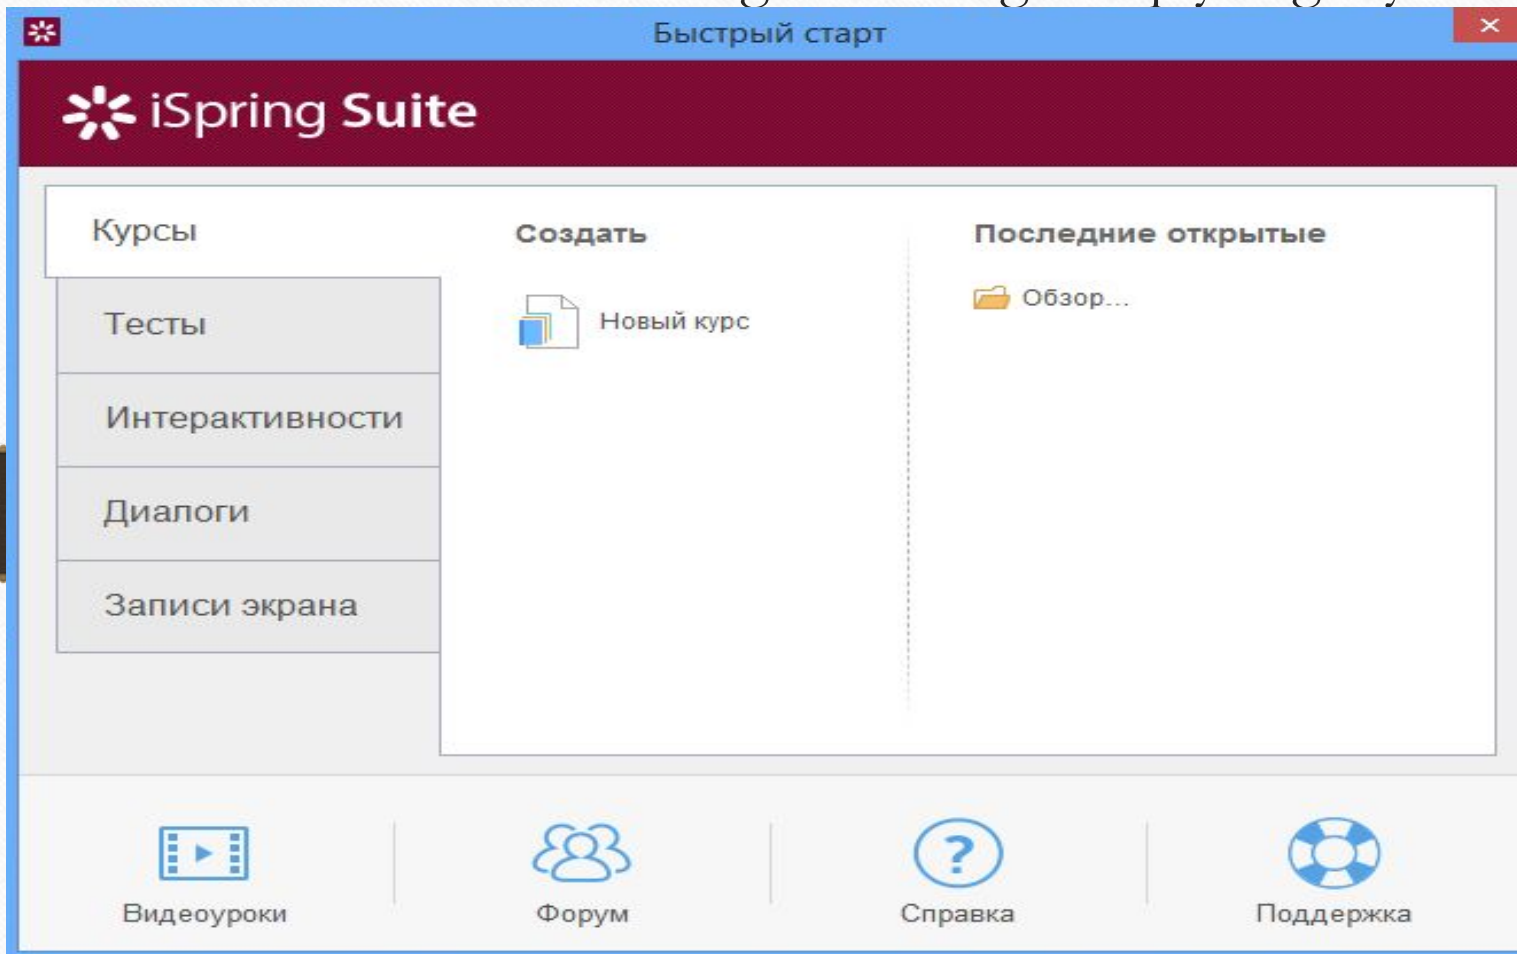 Быстрый старт
iSpring Suite
Курсы
Тесты
Интерактивности
Диалоги
Записи экрана
Создать
Новый курс
Последние открытые
Обзор...
Видеоуроки
Форум
Справка
Поддержка